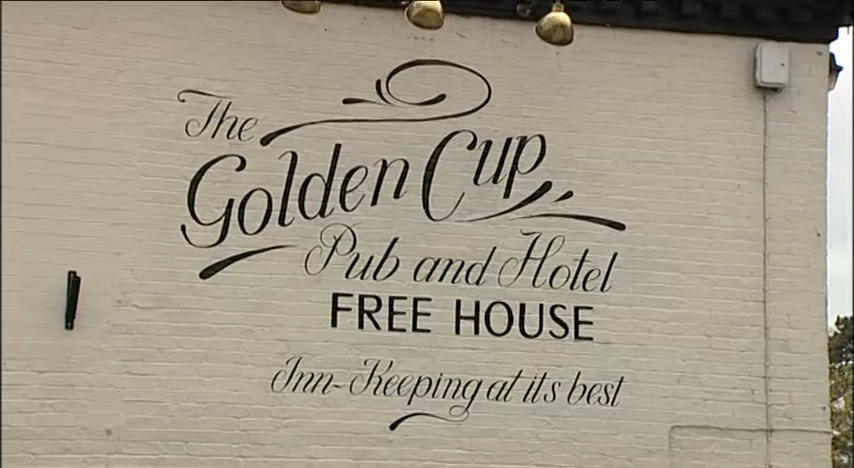 The
Golden Cup
Pub and Hotel
FREE HOUSE
Inn-Keeping at its best